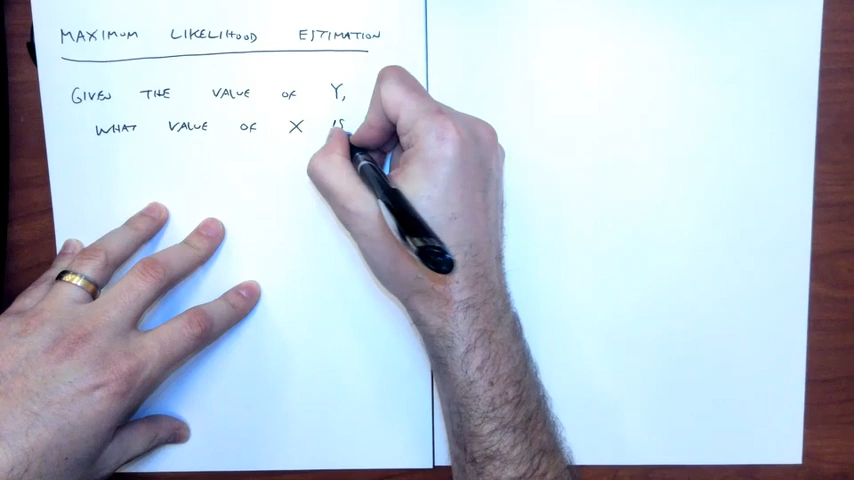 MAXIMUM LIKELIHOOD ESTIMATION
GIVEN THE VALUE OF Y,
WHAT VALUE OF X IS